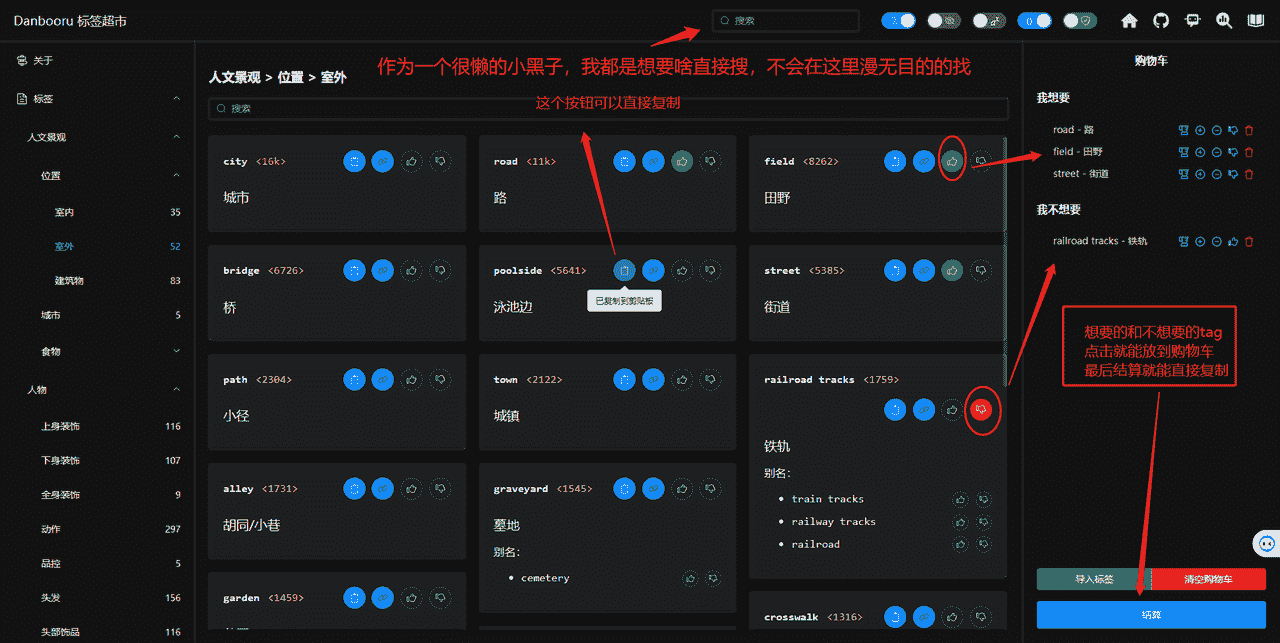 Danbooru 标签超市
搜索
关于
标签
人文景观
位置
室内 35
室外 52
建筑物 83
城市 5
食物
人物
上身装饰 116
下身装饰 107
全身装饰 9
动作 297
品控 5
头发 156
头部饰品 116
人文景观 > 位置 > 室外
作为一个很懒的小黑子，我都是想要啥直接搜，不会在这里漫无目的的找
搜索
这个按钮可以直接复制
city <16k>
城市
road <11k>
路
field <8262>
田野
bridge <6726>
桥
poolside <5641>
泳池边
已复制到剪贴板
street <5385>
街道
path <2304>
小径
town <2122>
城镇
railroad tracks <1759>
铁轨
别名：
• train tracks
• railway tracks
• railroad
alley <1731>
胡同/小巷
graveyard <1545>
墓地
别名：
• cemetery
garden <1459>
crosswalk <1316>
购物车
我想要
road - 路
field - 田野
street - 街道
我不想要
railroad tracks - 铁轨
想要的和不想要的tag
点击就能放到购物车
最后结算就能直接复制
导入标签
清空购物车
结算